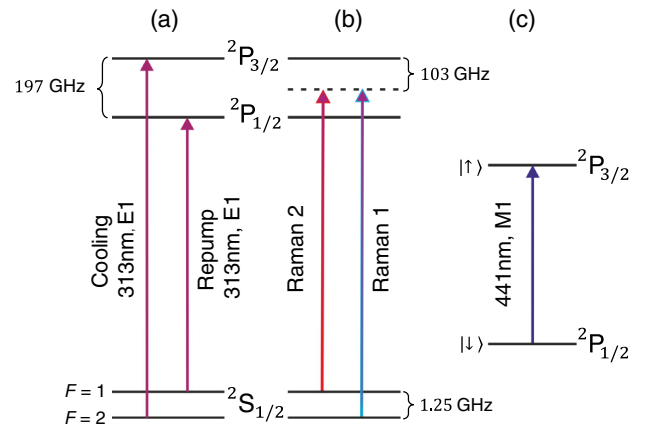 (a)
(b)
(c)
²P₃/₂
197 GHz
103 GHz
²P₁/₂
Cooling
313nm, E1
Repump
313nm, E1
Raman 2
Raman 1
|↑⟩
²P₃/₂
441nm, M1
|↓⟩
²P₁/₂
F = 1
²S₁/₂
F = 2
1.25 GHz